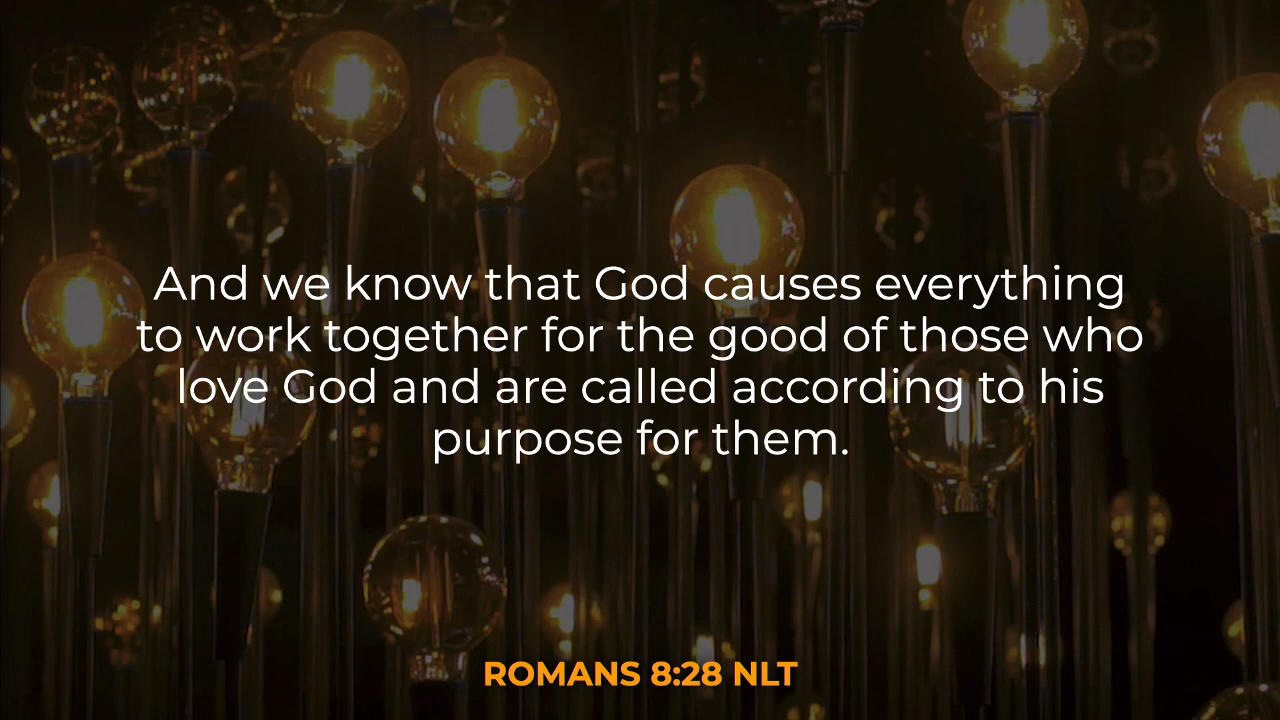 And we know that God causes everything
to work together for the good of those who
love God and are called according to his
purpose for them.
ROMANS 8:28 NLT